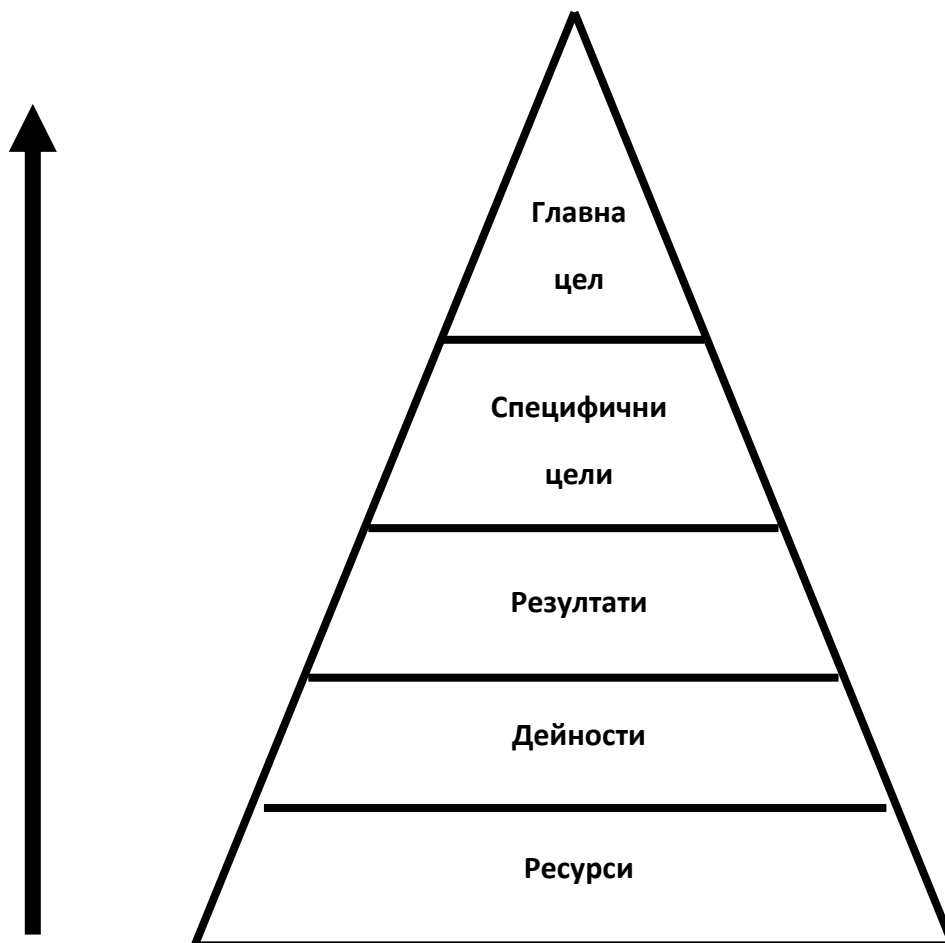 Главна
цел
Специфични
цели
Резултати
Дейности
Ресурси